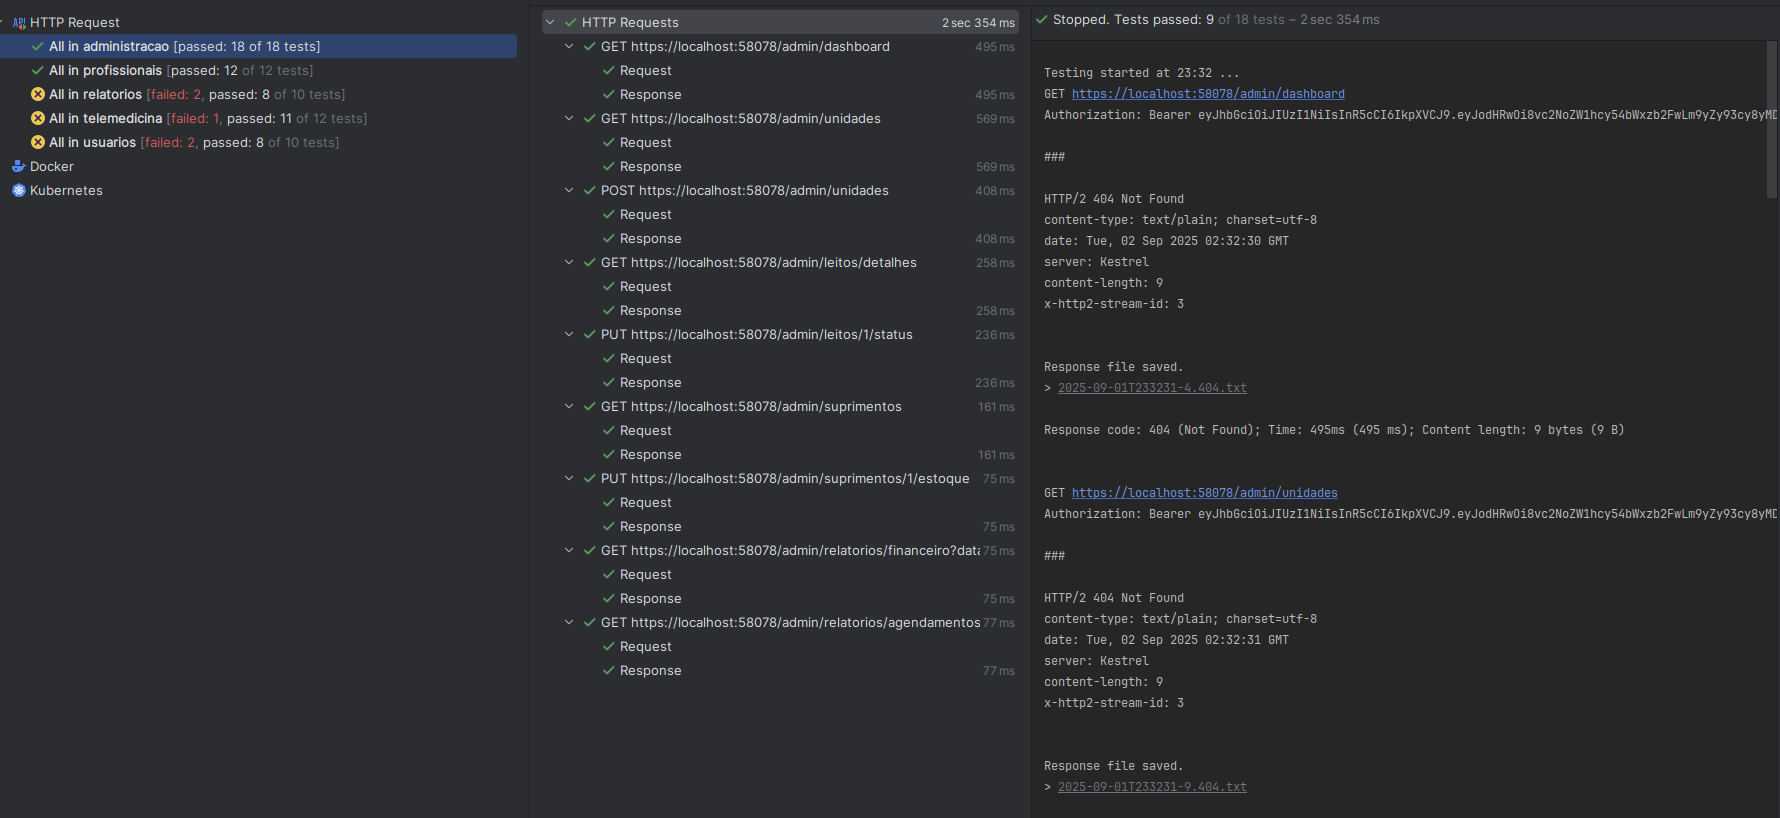 HTTP Request
All in administracao [passed: 18 of 18 tests]
All in profissionais [passed: 12 of 12 tests]
All in relatorios [failed: 2, passed: 8 of 10 tests]
All in telemedicina [failed: 1, passed: 11 of 12 tests]
All in usuarios [failed: 2, passed: 8 of 10 tests]
Docker
Kubernetes
HTTP Requests 2 sec 354 ms
GET https://localhost:58078/admin/dashboard 495 ms
Request
Response 495 ms
GET https://localhost:58078/admin/unidades 569 ms
Request
Response 569 ms
POST https://localhost:58078/admin/unidades 408 ms
Request
Response 408 ms
GET https://localhost:58078/admin/leitos/detalhes 258 ms
Request
Response 258 ms
PUT https://localhost:58078/admin/leitos/1/status 236 ms
Request
Response 236 ms
GET https://localhost:58078/admin/suprimentos 161 ms
Request
Response 161 ms
PUT https://localhost:58078/admin/suprimentos/1/estoque 75 ms
Request
Response 75 ms
GET https://localhost:58078/admin/relatorios/financeiro?data 75 ms
Request
Response 75 ms
GET https://localhost:58078/admin/relatorios/agendamentos 77 ms
Request
Response 77 ms
Stopped. Tests passed: 9 of 18 tests – 2 sec 354 ms
Testing started at 23:32 ...
GET https://localhost:58078/admin/dashboard
Authorization: Bearer eyJhbGciOiJIUzI1NiIsInR5cCI6IkpXVCJ9.eyJodHRwOi8vc2NoZW1hcy54bWxzb2FwLm9yZy93cy8yMD
###
HTTP/2 404 Not Found
content-type: text/plain; charset=utf-8
date: Tue, 02 Sep 2025 02:32:30 GMT
server: Kestrel
content-length: 9
x-http2-stream-id: 3
Response file saved.
> 2025-09-01T233231-4.404.txt
Response code: 404 (Not Found); Time: 495ms (495 ms); Content length: 9 bytes (9 B)
GET https://localhost:58078/admin/unidades
Authorization: Bearer eyJhbGciOiJIUzI1NiIsInR5cCI6IkpXVCJ9.eyJodHRwOi8vc2NoZW1hcy54bWxzb2FwLm9yZy93cy8yMD
###
HTTP/2 404 Not Found
content-type: text/plain; charset=utf-8
date: Tue, 02 Sep 2025 02:32:31 GMT
server: Kestrel
content-length: 9
x-http2-stream-id: 3
Response file saved.
> 2025-09-01T233231-9.404.txt